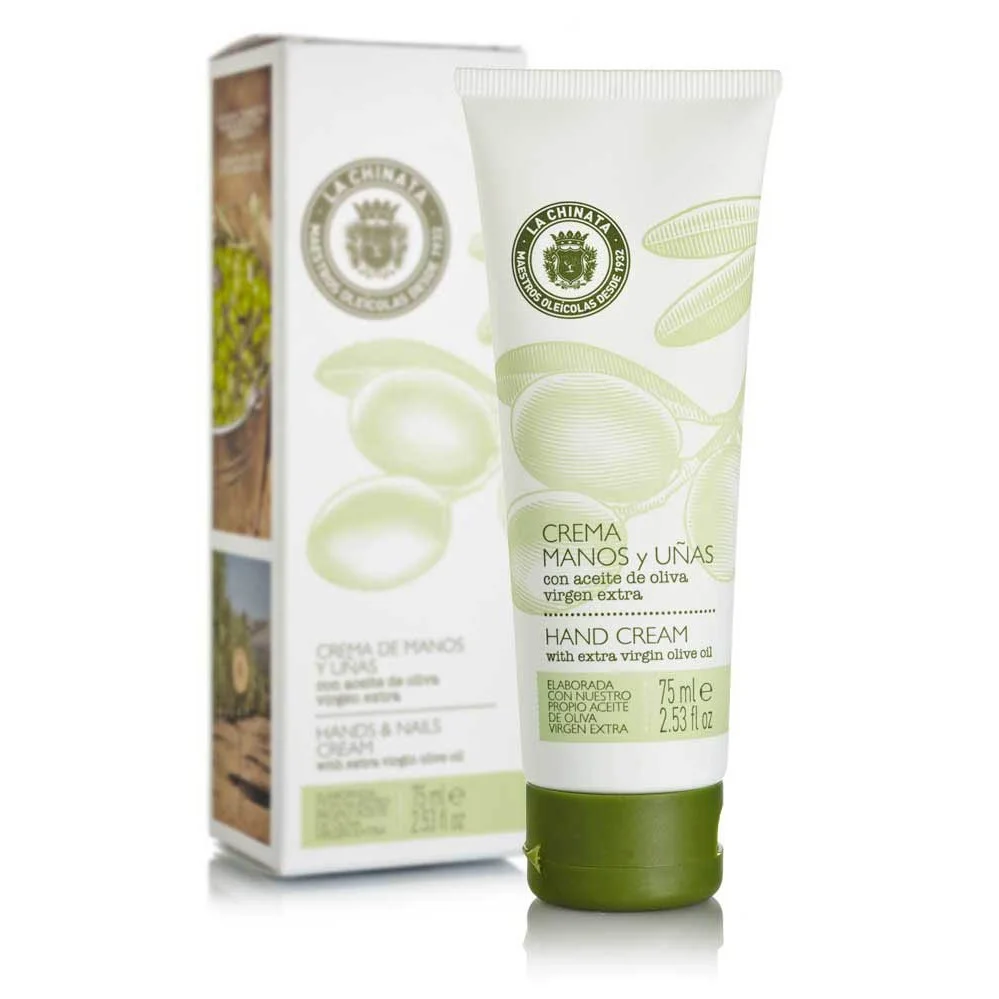 LA CHINATA
MAESTROS OLEÍCOLAS DESDE 1932
CREMA DE MANOS
Y UÑAS
con aceite de oliva
virgen extra
HANDS & NAILS
CREAM
with extra virgin olive oil
ELABORADA
75 ml e
2.53 fl oz
LA CHINATA
MAESTROS OLEÍCOLAS DESDE 1932
CREMA
MANOS y UÑAS
con aceite de oliva
virgen extra
HAND CREAM
with extra virgin olive oil
ELABORADA
CON NUESTRO
PROPIO ACEITE
DE OLIVA
VIRGEN EXTRA
75 ml e
2.53 fl oz